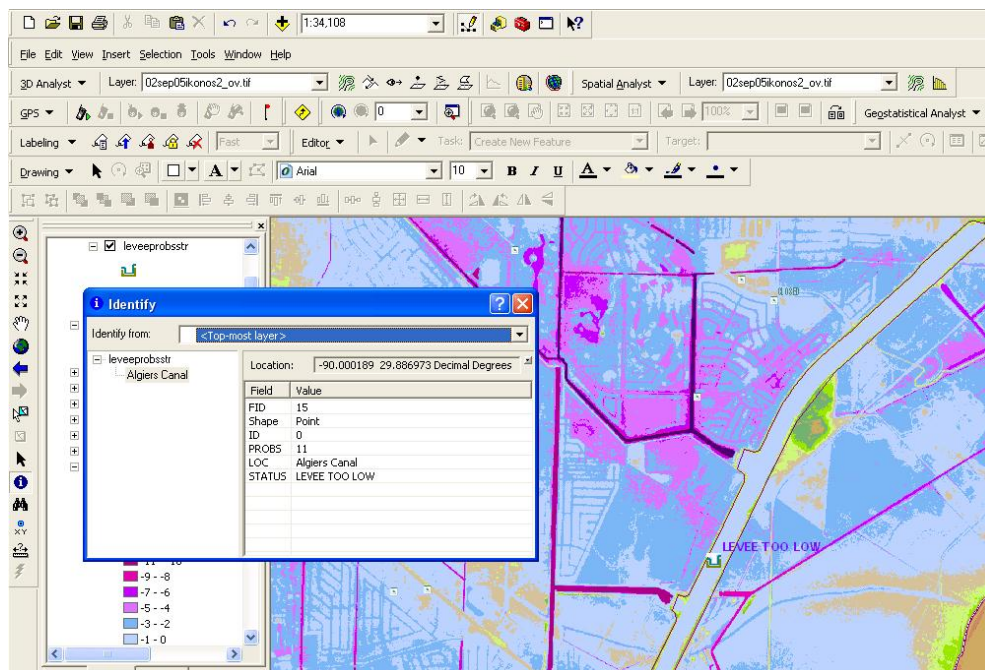 1:34,108
File Edit View Insert Selection Tools Window Help
3D Analyst Layer: 02sep05ikonos2_ov.tif Spatial Analyst Layer: 02sep05ikonos2_ov.tif
GPS 0 100% Geostatistical Analyst
Labeling Fast Editor Task: Create New Feature Target:
Drawing A Arial 10 B I U A
leveeprobsstr
Identify
Identify from: <Top-most layer>
leveeprobsstr
Algiers Canal
Location: -90.000189 29.886973 Decimal Degrees
Field Value
FID 15
Shape Point
ID 0
PROBS 11
LOC Algiers Canal
STATUS LEVEE TOO LOW
-9 - -8
-7 - -6
-5 - -4
-3 - -2
-1 - 0
CLOSED
LEVEE TOO LOW